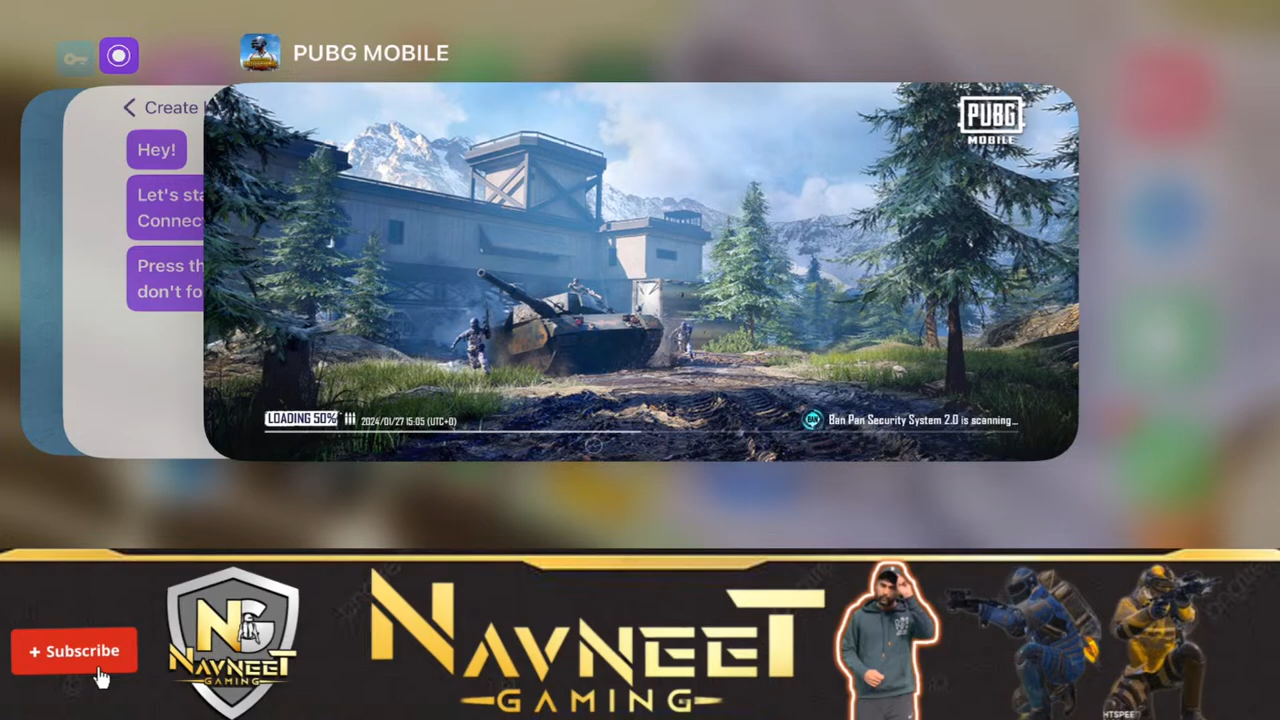 PUBG MOBILE
Create
Hey!
Let's sta
Connec
Press th
don't fo
PUBG
MOBILE
LOADING 50%
2024/01/27 15:05 (UTC+0)
BAN
Ban Pan Security System 2.0 is scanning...
+ Subscribe
NG
NAVNEET
GAMING
NAVNEET
GAMING